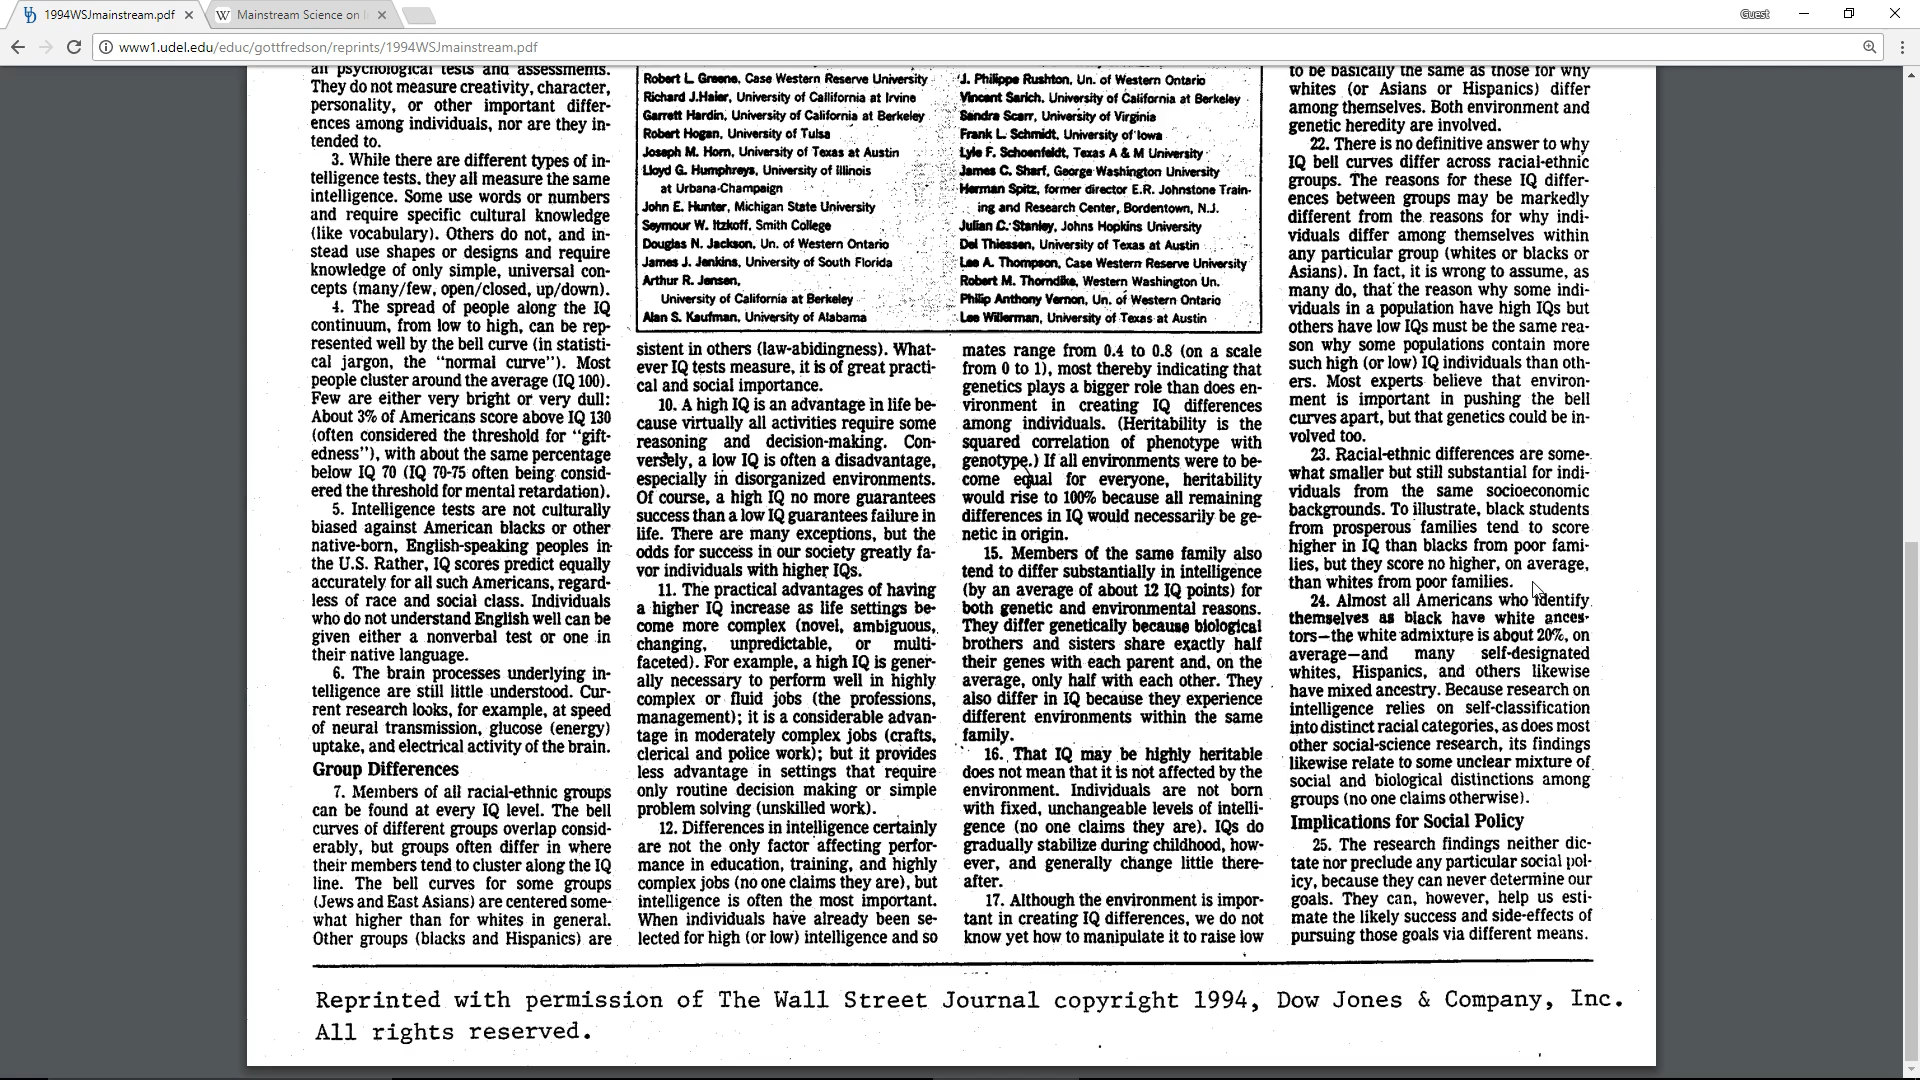 1994WSJmainstream.pdf
Mainstream Science on I
Guest
www1.udel.edu/educ/gottfredson/reprints/1994WSJmainstream.pdf
all psychological tests and assessments.
They do not measure creativity, character,
personality, or other important differ-
ences among individuals, nor are they in-
tended to.
3. While there are different types of in-
telligence tests, they all measure the same
intelligence. Some use words or numbers
and require specific cultural knowledge
(like vocabulary). Others do not, and in-
stead use shapes or designs and require
knowledge of only simple, universal con-
cepts (many/few, open/closed, up/down).
4. The spread of people along the IQ
continuum, from low to high, can be rep-
resented well by the bell curve (in statisti-
cal jargon, the "normal curve"). Most
people cluster around the average (IQ 100).
Few are either very bright or very dull:
About 3% of Americans score above IQ 130
(often considered the threshold for "gift-
edness"), with about the same percentage
below IQ 70 (IQ 70-75 often being consid-
ered the threshold for mental retardation).
5. Intelligence tests are not culturally
biased against American blacks or other
native-born, English-speaking peoples in
the U.S. Rather, IQ scores predict equally
accurately for all such Americans, regard-
less of race and social class. Individuals
who do not understand English well can be
given either a nonverbal test or one in
their native language.
6. The brain processes underlying in-
telligence are still little understood. Cur-
rent research looks, for example, at speed
of neural transmission, glucose (energy)
uptake, and electrical activity of the brain.
Group Differences
7. Members of all racial-ethnic groups
can be found at every IQ level. The bell
curves of different groups overlap consid-
erably, but groups often differ in where
their members tend to cluster along the IQ
line. The bell curves for some groups
(Jews and East Asians) are centered some-
what higher than for whites in general.
Other groups (blacks and Hispanics) are
Robert L. Greene, Case Western Reserve University
Richard J.Haier, University of Callifornia at Irvine
Garrett Hardin, University of California at Berkeley
Robert Hogan, University of Tulsa
Joseph M. Horn, University of Texas at Austin
Lloyd G. Humphreys, University of Illinois
at Urbana-Champaign
John E. Hunter, Michigan State University
Seymour W. Itzkoff, Smith College
Douglas N. Jackson, Un. of Western Ontario
James J. Jenkins, University of South Florida
Arthur R. Jensen,
University of California at Berkeley
Alan S. Kaufman, University of Alabama
J. Philippe Rushton, Un. of Western Ontario
Vincent Sarich, University of California at Berkeley
Sandra Scarr, University of Virginia
Frank L. Schmidt, University of Iowa
Lyle F. Schoenfeldt, Texas A & M University
James C. Sharf, George Washington University
Herman Spitz, former director E.R. Johnstone Train-
ing and Research Center, Bordentown, N.J.
Julian C. Stanley, Johns Hopkins University
Del Thiessen, University of Texas at Austin
Lee A. Thompson, Case Western Reserve University
Robert M. Thorndike, Western Washington Un.
Philip Anthony Vernon, Un. of Western Ontario
Lee Willerman, University of Texas at Austin
sistent in others (law-abidingness). What-
ever IQ tests measure, it is of great practi-
cal and social importance.
10. A high IQ is an advantage in life be-
cause virtually all activities require some
reasoning and decision-making. Con-
versely, a low IQ is often a disadvantage,
especially in disorganized environments.
Of course, a high IQ no more guarantees
success than a low IQ guarantees failure in
life. There are many exceptions, but the
odds for success in our society greatly fa-
vor individuals with higher IQs.
11. The practical advantages of having
a higher IQ increase as life settings be-
come more complex (novel, ambiguous,
changing, unpredictable, or multi-
faceted). For example, a high IQ is gener-
ally necessary to perform well in highly
complex or fluid jobs (the professions,
management); it is a considerable advan-
tage in moderately complex jobs (crafts,
clerical and police work); but it provides
less advantage in settings that require
only routine decision making or simple
problem solving (unskilled work).
12. Differences in intelligence certainly
are not the only factor affecting perfor-
mance in education, training, and highly
complex jobs (no one claims they are), but
intelligence is often the most important.
When individuals have already been se-
lected for high (or low) intelligence and so
mates range from 0.4 to 0.8 (on a scale
from 0 to 1), most thereby indicating that
genetics plays a bigger role than does en-
vironment in creating IQ differences
among individuals. (Heritability is the
squared correlation of phenotype with
genotype.) If all environments were to be-
come equal for everyone, heritability
would rise to 100% because all remaining
differences in IQ would necessarily be ge-
netic in origin.
15. Members of the same family also
tend to differ substantially in intelligence
(by an average of about 12 IQ points) for
both genetic and environmental reasons.
They differ genetically because biological
brothers and sisters share exactly half
their genes with each parent and, on the
average, only half with each other. They
also differ in IQ because they experience
different environments within the same
family.
16. That IQ may be highly heritable
does not mean that it is not affected by the
environment. Individuals are not born
with fixed, unchangeable levels of intelli-
gence (no one claims they are). IQs do
gradually stabilize during childhood, how-
ever, and generally change little there-
after.
17. Although the environment is impor-
tant in creating IQ differences, we do not
know yet how to manipulate it to raise low
to be basically the same as those for why
whites (or Asians or Hispanics) differ
among themselves. Both environment and
genetic heredity are involved.
22. There is no definitive answer to why
IQ bell curves differ across racial-ethnic
groups. The reasons for these IQ differ-
ences between groups may be markedly
different from the reasons for why indi-
viduals differ among themselves within
any particular group (whites or blacks or
Asians). In fact, it is wrong to assume, as
many do, that the reason why some indi-
viduals in a population have high IQs but
others have low IQs must be the same rea-
son why some populations contain more
such high (or low) IQ individuals than oth-
ers. Most experts believe that environ-
ment is important in pushing the bell
curves apart, but that genetics could be in-
volved too.
23. Racial-ethnic differences are some-
what smaller but still substantial for indi-
viduals from the same socioeconomic
backgrounds. To illustrate, black students
from prosperous families tend to score
higher in IQ than blacks from poor fami-
lies, but they score no higher, on average,
than whites from poor families.
24. Almost all Americans who identify
themselves as black have white ances-
tors—the white admixture is about 20%, on
average—and many self-designated
whites, Hispanics, and others likewise
have mixed ancestry. Because research on
intelligence relies on self-classification
into distinct racial categories, as does most
other social-science research, its findings
likewise relate to some unclear mixture of
social and biological distinctions among
groups (no one claims otherwise).
Implications for Social Policy
25. The research findings neither dic-
tate nor preclude any particular social pol-
icy, because they can never determine our
goals. They can, however, help us esti-
mate the likely success and side-effects of
pursuing those goals via different means.
Reprinted with permission of The Wall Street Journal copyright 1994, Dow Jones & Company, Inc.
All rights reserved.